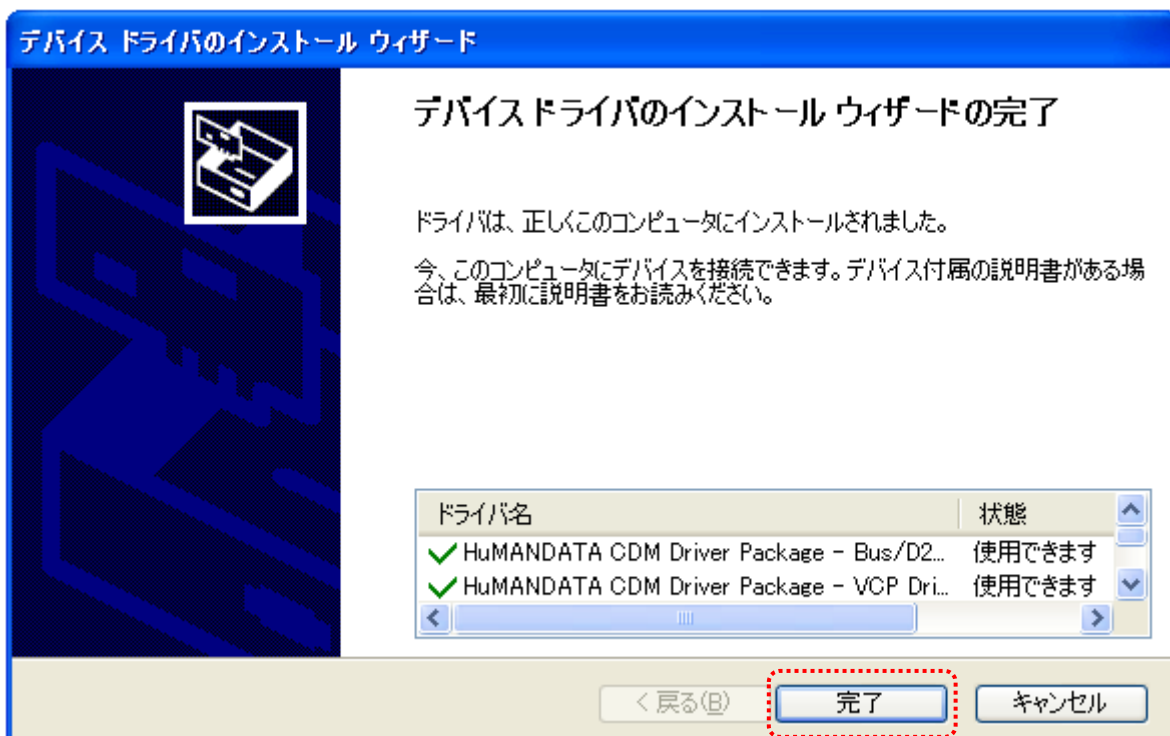 デバイス ドライバのインストール ウィザード
デバイス ドライバのインストール ウィザードの完了
ドライバは、正しくこのコンピュータにインストールされました。
今、このコンピュータにデバイスを接続できます。デバイス付属の説明書がある場
合は、最初に説明書をお読みください。
ドライバ名 状態
HuMANDATA CDM Driver Package - Bus/D2... 使用できます
HuMANDATA CDM Driver Package - VCP Dri... 使用できます
< 戻る(B) 完了 キャンセル